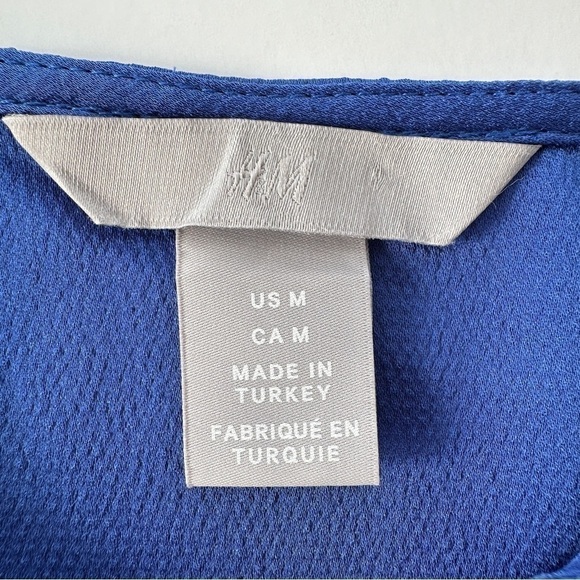 H&M
US M
CA M
MADE IN
TURKEY
FABRIQUÉ EN
TURQUIE